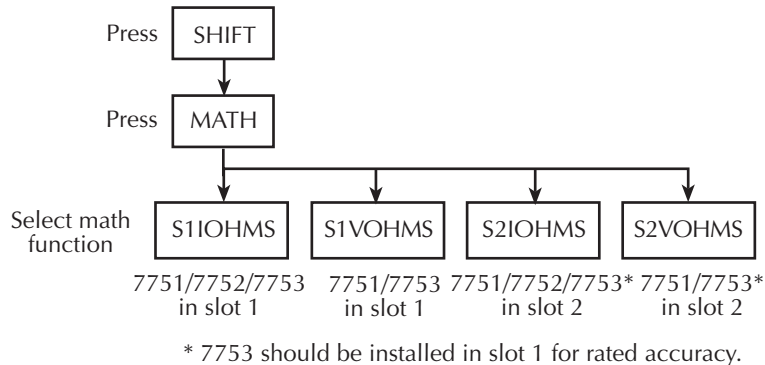 Press SHIFT
Press MATH
Select math function
S1IOHMS S1VOHMS S2IOHMS S2VOHMS
7751/7752/7753 in slot 1
7751/7753 in slot 1
7751/7752/7753* in slot 2
7751/7753* in slot 2
* 7753 should be installed in slot 1 for rated accuracy.